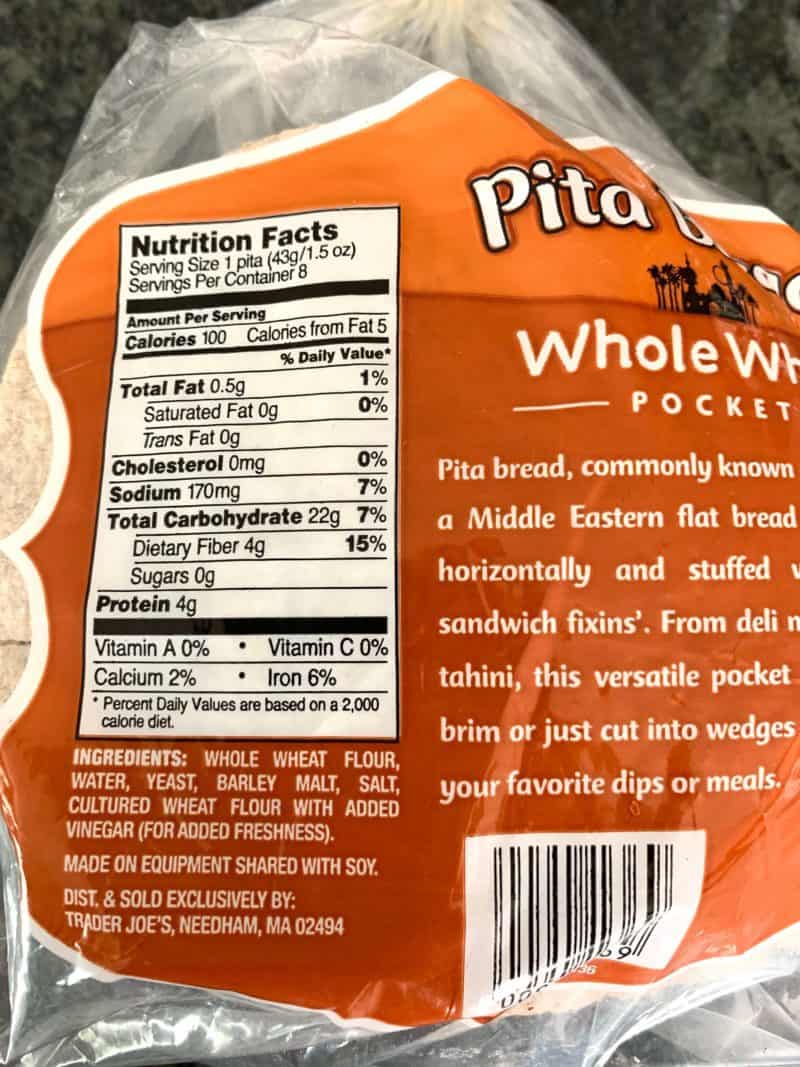 Nutrition Facts
Serving Size 1 pita (43g/1.5 oz)
Servings Per Container 8
Amount Per Serving
Calories 100 Calories from Fat 5
% Daily Value*
Total Fat 0.5g 1%
Saturated Fat 0g 0%
Trans Fat 0g
Cholesterol 0mg 0%
Sodium 170mg 7%
Total Carbohydrate 22g 7%
Dietary Fiber 4g 15%
Sugars 0g
Protein 4g
Vitamin A 0% • Vitamin C 0%
Calcium 2% • Iron 6%
* Percent Daily Values are based on a 2,000
calorie diet.
INGREDIENTS: WHOLE WHEAT FLOUR,
WATER, YEAST, BARLEY MALT, SALT,
CULTURED WHEAT FLOUR WITH ADDED
VINEGAR (FOR ADDED FRESHNESS).
MADE ON EQUIPMENT SHARED WITH SOY.
DIST. & SOLD EXCLUSIVELY BY:
TRADER JOE'S, NEEDHAM, MA 02494
Pita
Whole Wh
POCKET
Pita bread, commonly known
a Middle Eastern flat bread
horizontally and stuffed
sandwich fixins'. From deli
tahini, this versatile pocket
brim or just cut into wedges
your favorite dips or meals.